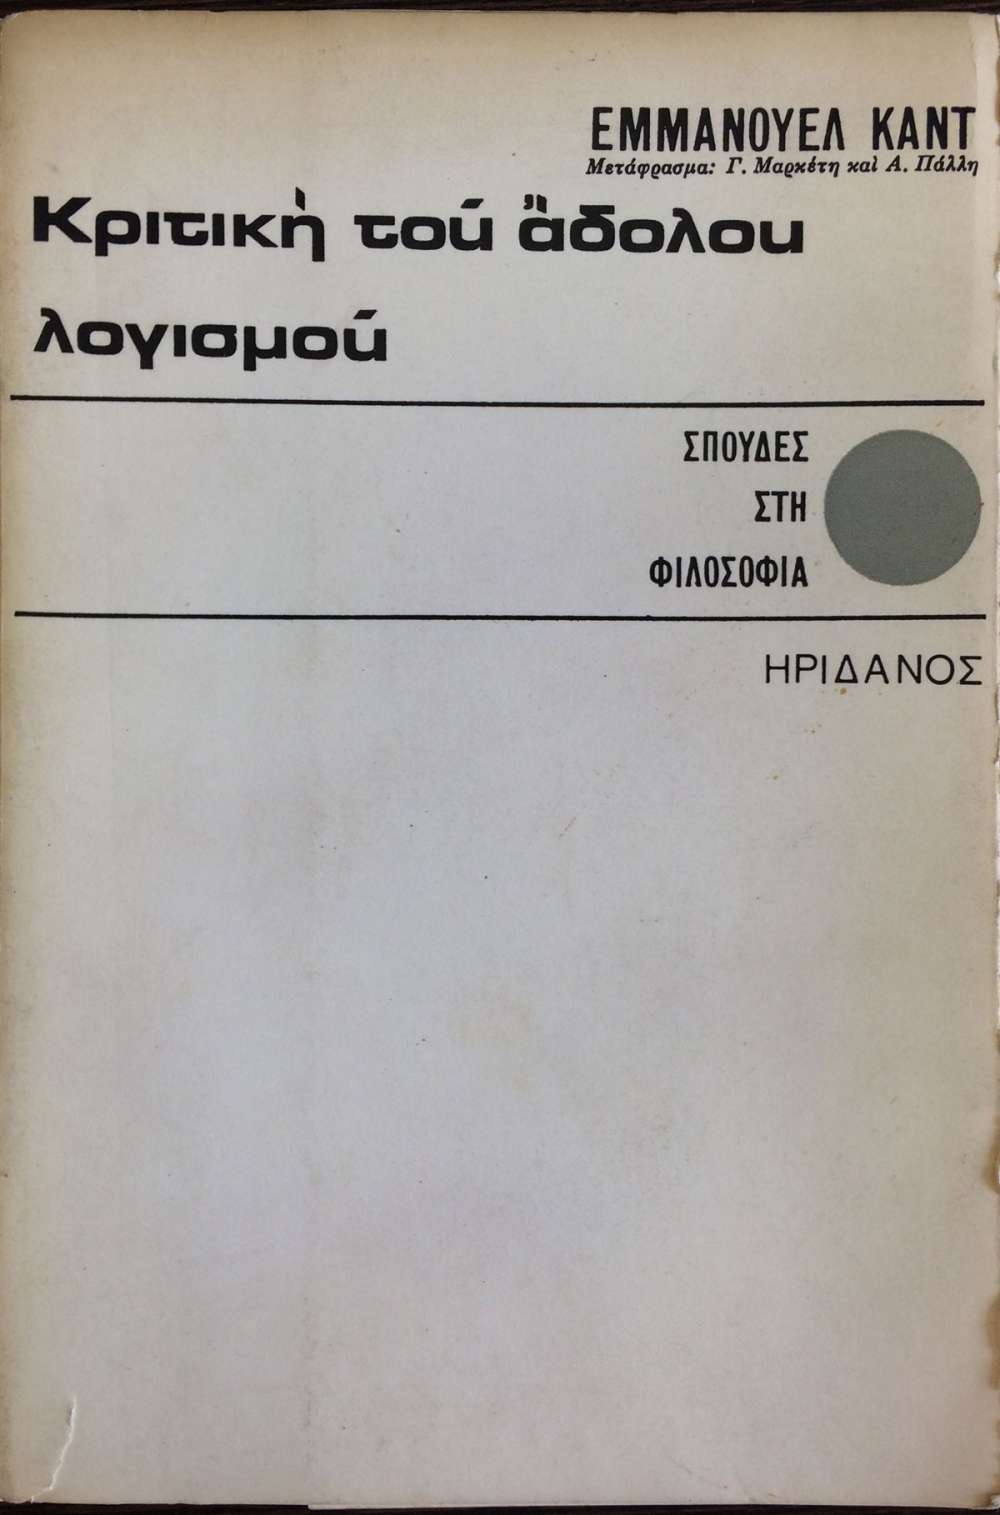 ΕΜΜΑΝΟΥΕΛ ΚΑΝΤ
Μετάφρασμα: Γ. Μαρκέτη καὶ Α. Πάλλη
Κριτικὴ τοῦ ἄδολου
λογισμοῦ
ΣΠΟΥΔΕΣ
ΣΤΗ
ΦΙΛΟΣΟΦΙΑ
ΗΡΙΔΑΝΟΣ